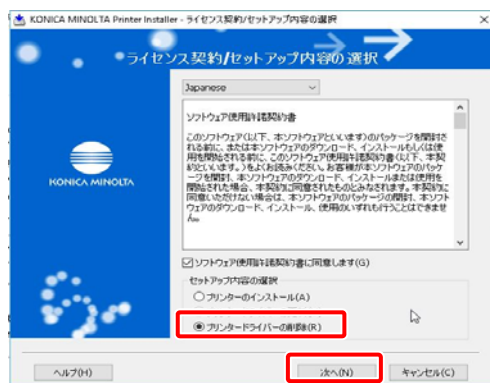 KONICA MINOLTA Printer Installer - ライセンス契約/セットアップ内容の選択
ライセンス契約/セットアップ内容の選択
Japanese
ソフトウェア使用許諾契約書
このソフトウェア(以下、本ソフトウェアといいます)のパッケージを開封さ
れる前に、または本ソフトウェアのダウンロード、インストールもしくは使
用を開始される前に、このソフトウェア使用許諾契約書(以下、本契
約といいます。)をよくお読みください。お客様が本ソフトウェアのパッケ
ージを開封、本ソフトウェアのダウンロード、インストールまたは使用を
開始された場合、本契約に同意されたものとみなされます。本契約に
同意いただけない場合は、本ソフトウェアのパッケージの開封、本ソフト
ウェアのダウンロード、インストール、使用のいずれも行うことはできませ
ん。
KONICA MINOLTA
ソフトウェア使用許諾契約書に同意します(G)
セットアップ内容の選択
プリンターのインストール(A)
プリンタードライバーの削除(R)
ヘルプ(H)
次へ(N)
キャンセル(C)